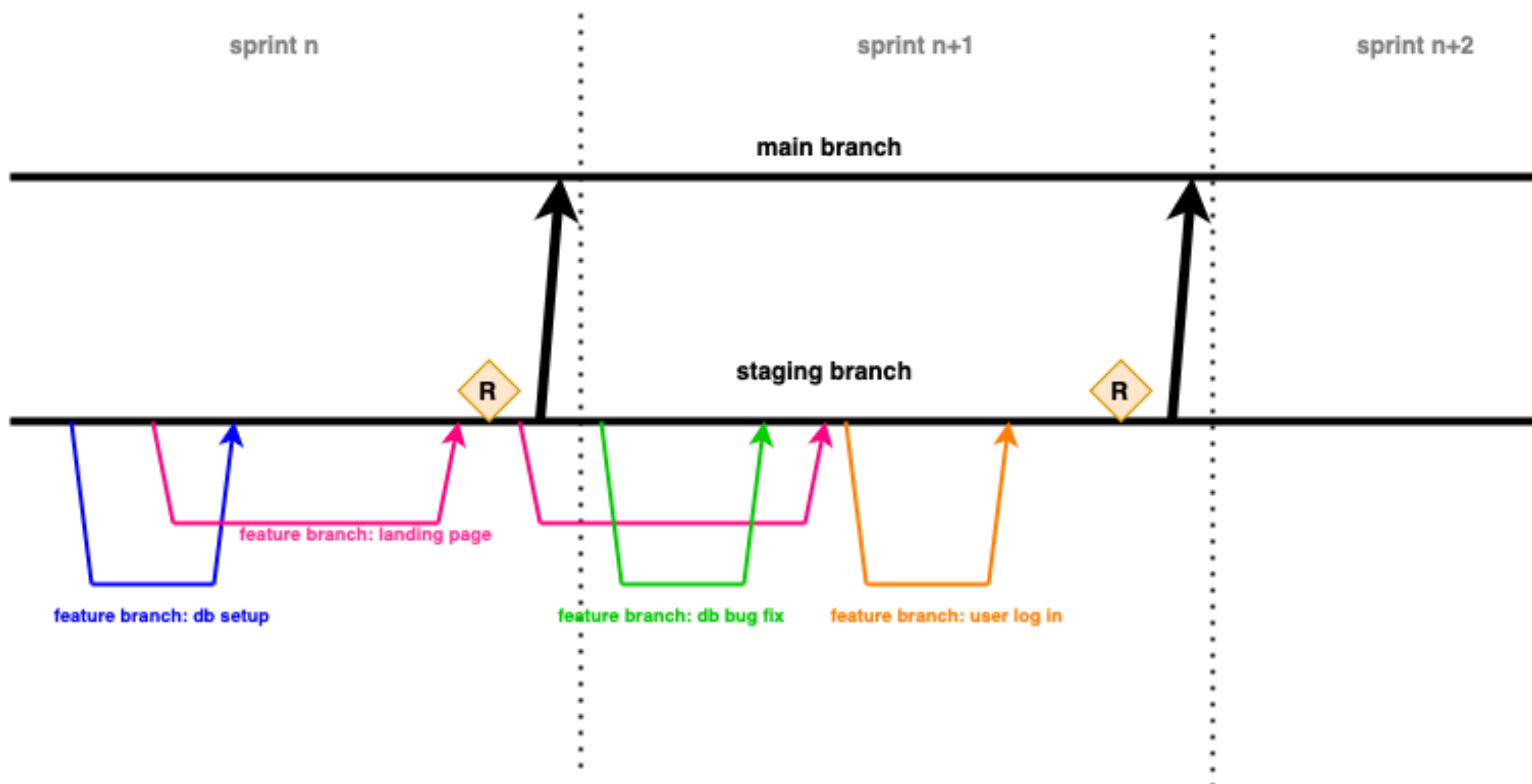 sprint n
sprint n+1
sprint n+2
main branch
staging branch
R
R
feature branch: landing page
feature branch: db setup
feature branch: db bug fix
feature branch: user log in